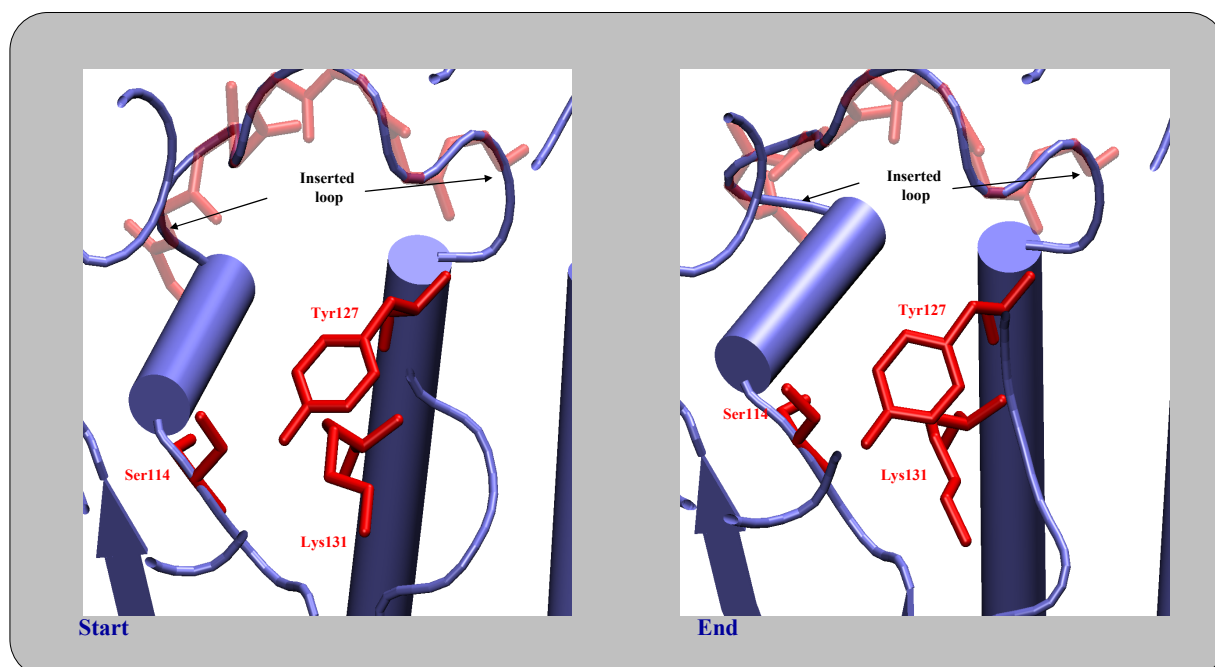 Inserted
loop
Tyr127
Ser114
Lys131
Start
Inserted
loop
Tyr127
Ser114
Lys131
End